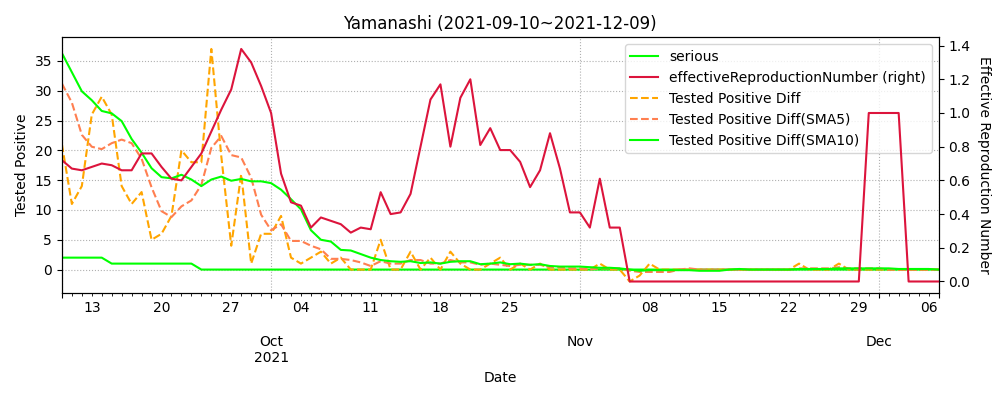 Yamanashi (2021-09-10~2021-12-09)
Tested Positive
35
30
25
20
15
10
5
0
serious
effectiveReproductionNumber (right)
Tested Positive Diff
Tested Positive Diff(SMA5)
Tested Positive Diff(SMA10)
1.4
1.2
1.0
0.8
0.6
0.4
0.2
0.0
Effective Reproduction Number
13 20 27 04 11 18 25 08 15 22 29 06
Oct Nov Dec
2021
Date